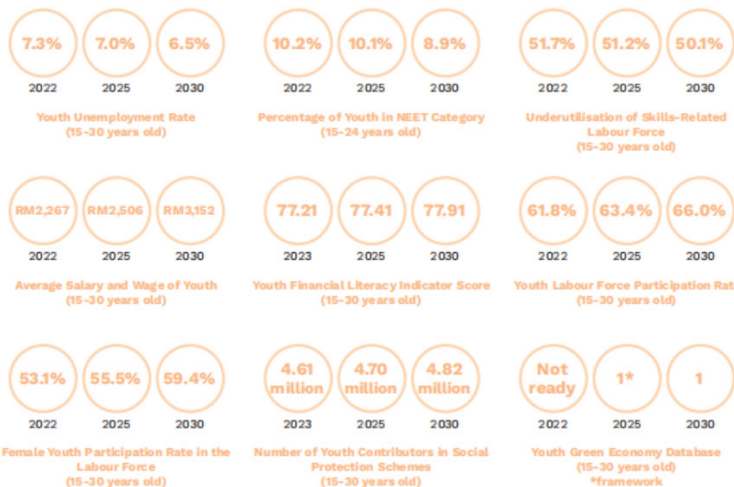 7.3% 7.0% 6.5%
2022 2025 2030
Youth Unemployment Rate
(15-30 years old)
10.2% 10.1% 8.9%
2022 2025 2030
Percentage of Youth in NEET Category
(15-24 years old)
51.7% 51.2% 50.1%
2022 2025 2030
Underutilisation of Skills-Related
Labour Force
(15-30 years old)
RM2,267 RM2,506 RM3,152
2022 2025 2030
Average Salary and Wage of Youth
(15-30 years old)
77.21 77.41 77.91
2023 2025 2030
Youth Financial Literacy Indicator Score
(15-30 years old)
61.8% 63.4% 66.0%
2022 2025 2030
Youth Labour Force Participation Rat
(15-30 years old)
53.1% 55.5% 59.4%
2022 2025 2030
Female Youth Participation Rate in the
Labour Force
(15-30 years old)
4.61 4.70 4.82
million million million
2023 2025 2030
Number of Youth Contributors in Social
Protection Schemes
(15-30 years old)
Not
ready 1* 1
2022 2025 2030
Youth Green Economy Database
(15-30 years old)
*framework